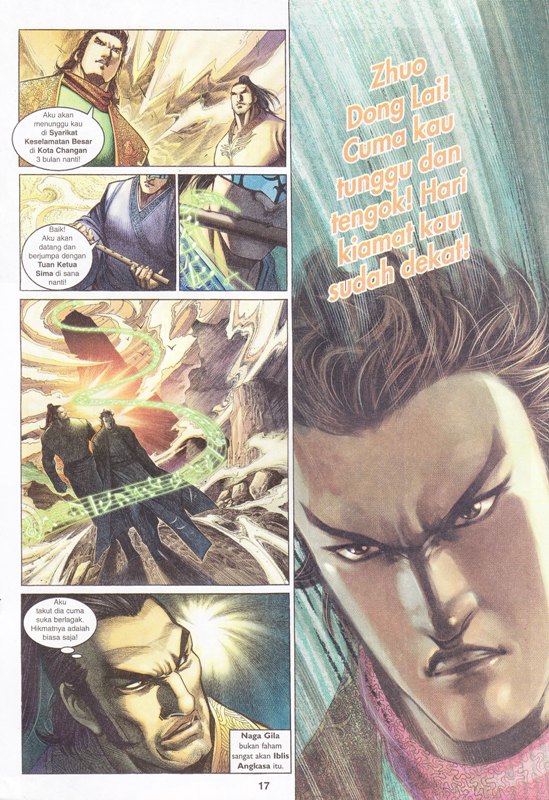 Aku akan
menunggu kau
di Syarikat
Keselamatan Besar
di Kota Changan
3 bulan nanti!
Baik!
Aku akan
datang dan
berjumpa dengan
Tuan Ketua
Sima di sana
nanti!
Aku
takut dia cuma
suka berlagak.
Hikmatnya adalah
biasa saja!
Naga Gila
bukan faham
sangat akan Iblis
Angkasa itu.
Zhuo
Dong Lai!
Cuma kau
tunggu dan
tengok! Hari
kiamat kau
sudah dekat!
17